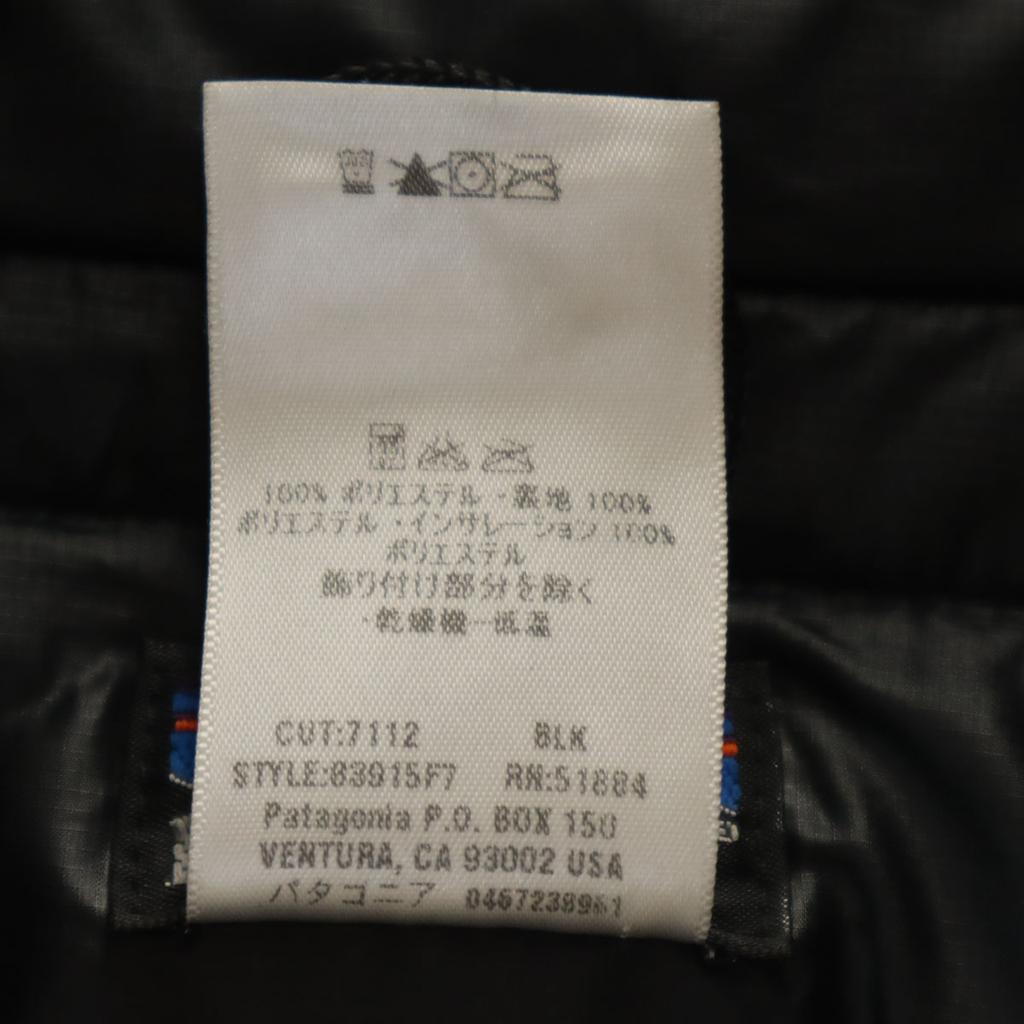 100% ポリエステル ・裏地 100%
ポリエステル ・インサレーション 100%
ポリエステル
飾り付け部分を除く
・乾燥機－低温
CUT:7112 BLK
STYLE:83915F7 RN:51884
Patagonia P.O. BOX 150
VENTURA, CA 93002 USA
パタゴニア 0467238961